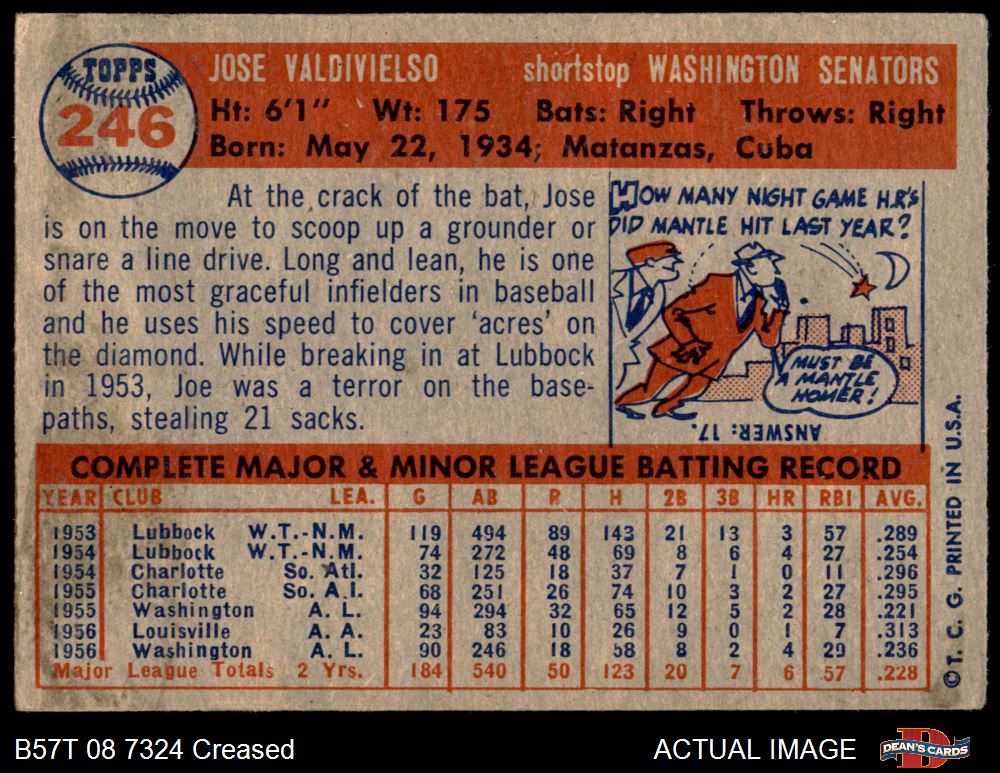 TOPPS
246
JOSE VALDIVIELSO shortstop WASHINGTON SENATORS
Ht: 6'1" Wt: 175 Bats: Right Throws: Right
Born: May 22, 1934; Matanzas, Cuba
At the crack of the bat, Jose
is on the move to scoop up a grounder or
snare a line drive. Long and lean, he is one
of the most graceful infielders in baseball
and he uses his speed to cover 'acres' on
the diamond. While breaking in at Lubbock
in 1953, Joe was a terror on the base-
paths, stealing 21 sacks.
HOW MANY NIGHT GAME H.R's
DID MANTLE HIT LAST YEAR?
MUST BE
A MANTLE
HOMER!
ANSWER: 17.
COMPLETE MAJOR & MINOR LEAGUE BATTING RECORD
YEAR CLUB LEA. G AB R H 2B 3B HR RBI AVG.
1953 Lubbock W.T.-N.M. 119 494 89 143 21 13 3 57 .289
1954 Lubbock W.T.-N.M. 74 272 48 69 8 6 4 27 .254
1954 Charlotte So. Atl. 32 125 18 37 7 1 0 11 .296
1955 Charlotte So. A.l. 68 251 26 74 10 3 2 27 .295
1955 Washington A. L. 94 294 32 65 12 5 2 28 .221
1956 Louisville A. A. 23 83 10 26 9 0 1 7 .313
1956 Washington A. L. 90 246 18 58 8 2 4 29 .236
Major League Totals 2 Yrs. 184 540 50 123 20 7 6 57 .228
©T. C. G. PRINTED IN U.S.A.
B57T 08 7324 Creased ACTUAL IMAGE
DEAN'S CARDS